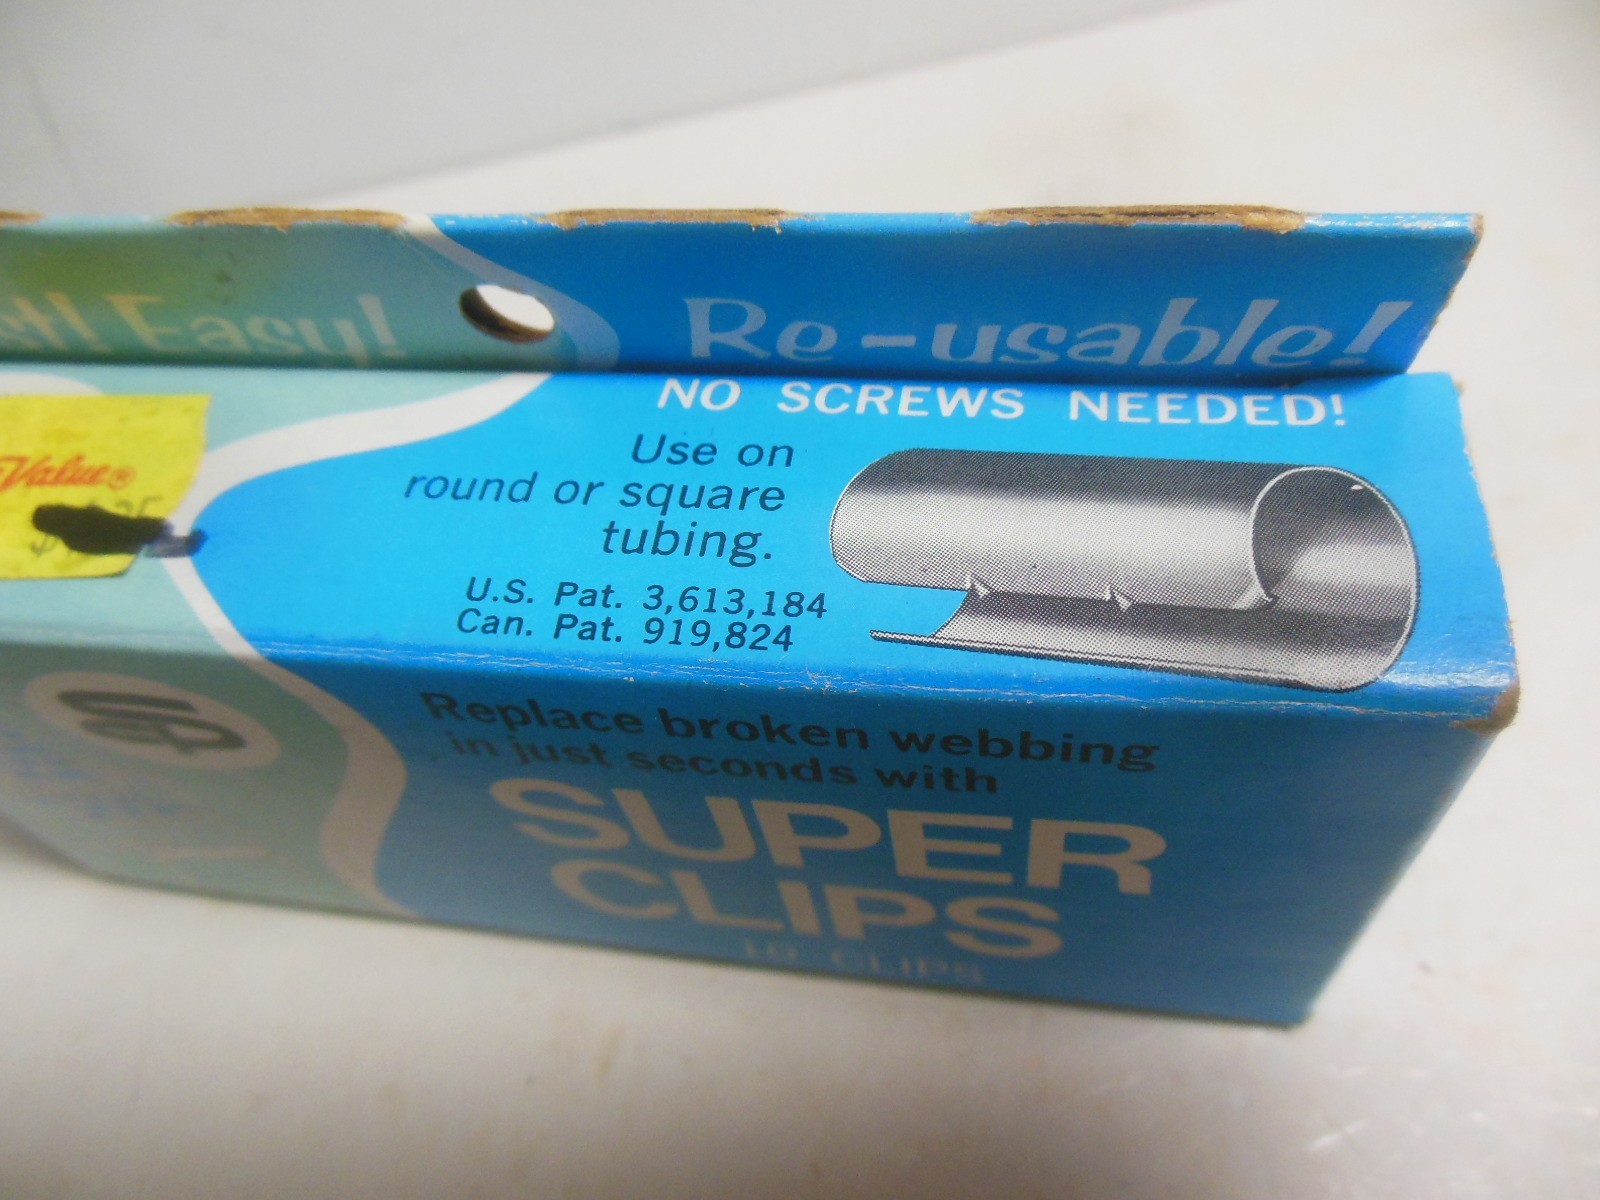 Easy!
Re-usable!
NO SCREWS NEEDED!
Value®
Use on
round or square
tubing.
U.S. Pat. 3,613,184
Can. Pat. 919,824
Replace broken webbing
in just seconds with
SUPER
CLIPS
10 CLIPS